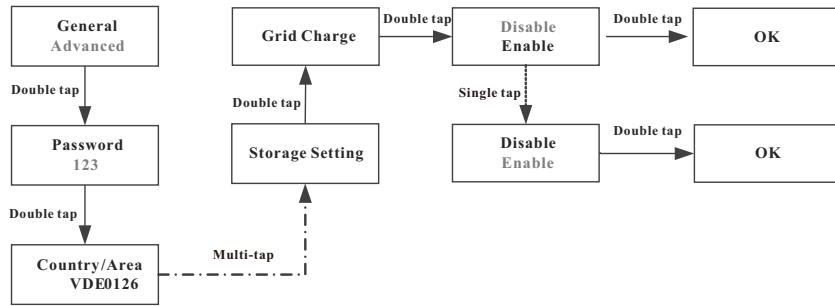 General
Advanced
Double tap
Password
123
Double tap
Country/Area
VDE0126
Multi-tap
Storage Setting
Double tap
Grid Charge
Double tap
Disable
Enable
Double tap
OK
Single tap
Disable
Enable
Double tap
OK